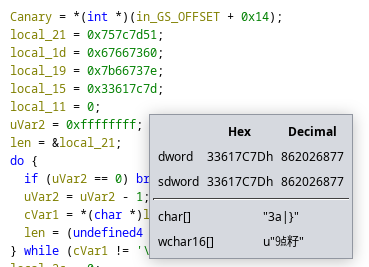 Canary = *(int *)(in_GS_OFFSET + 0x14);
local_21 = 0x757c7d51;
local_1d = 0x67667360;
local_19 = 0x7b66737e;
local_15 = 0x33617c7d;
local_11 = 0;
uVar2 = 0xffffffff;
len = &local_21;
do {
if (uVar2 == 0) br
uVar2 = uVar2 - 1;
cVar1 = *(char *)l
len = (undefined4
} while (cVar1 != '\
Hex Decimal
dword 33617C7Dh 862026877
sdword 33617C7Dh 862026877
char[] "3a|}"
wchar16[]